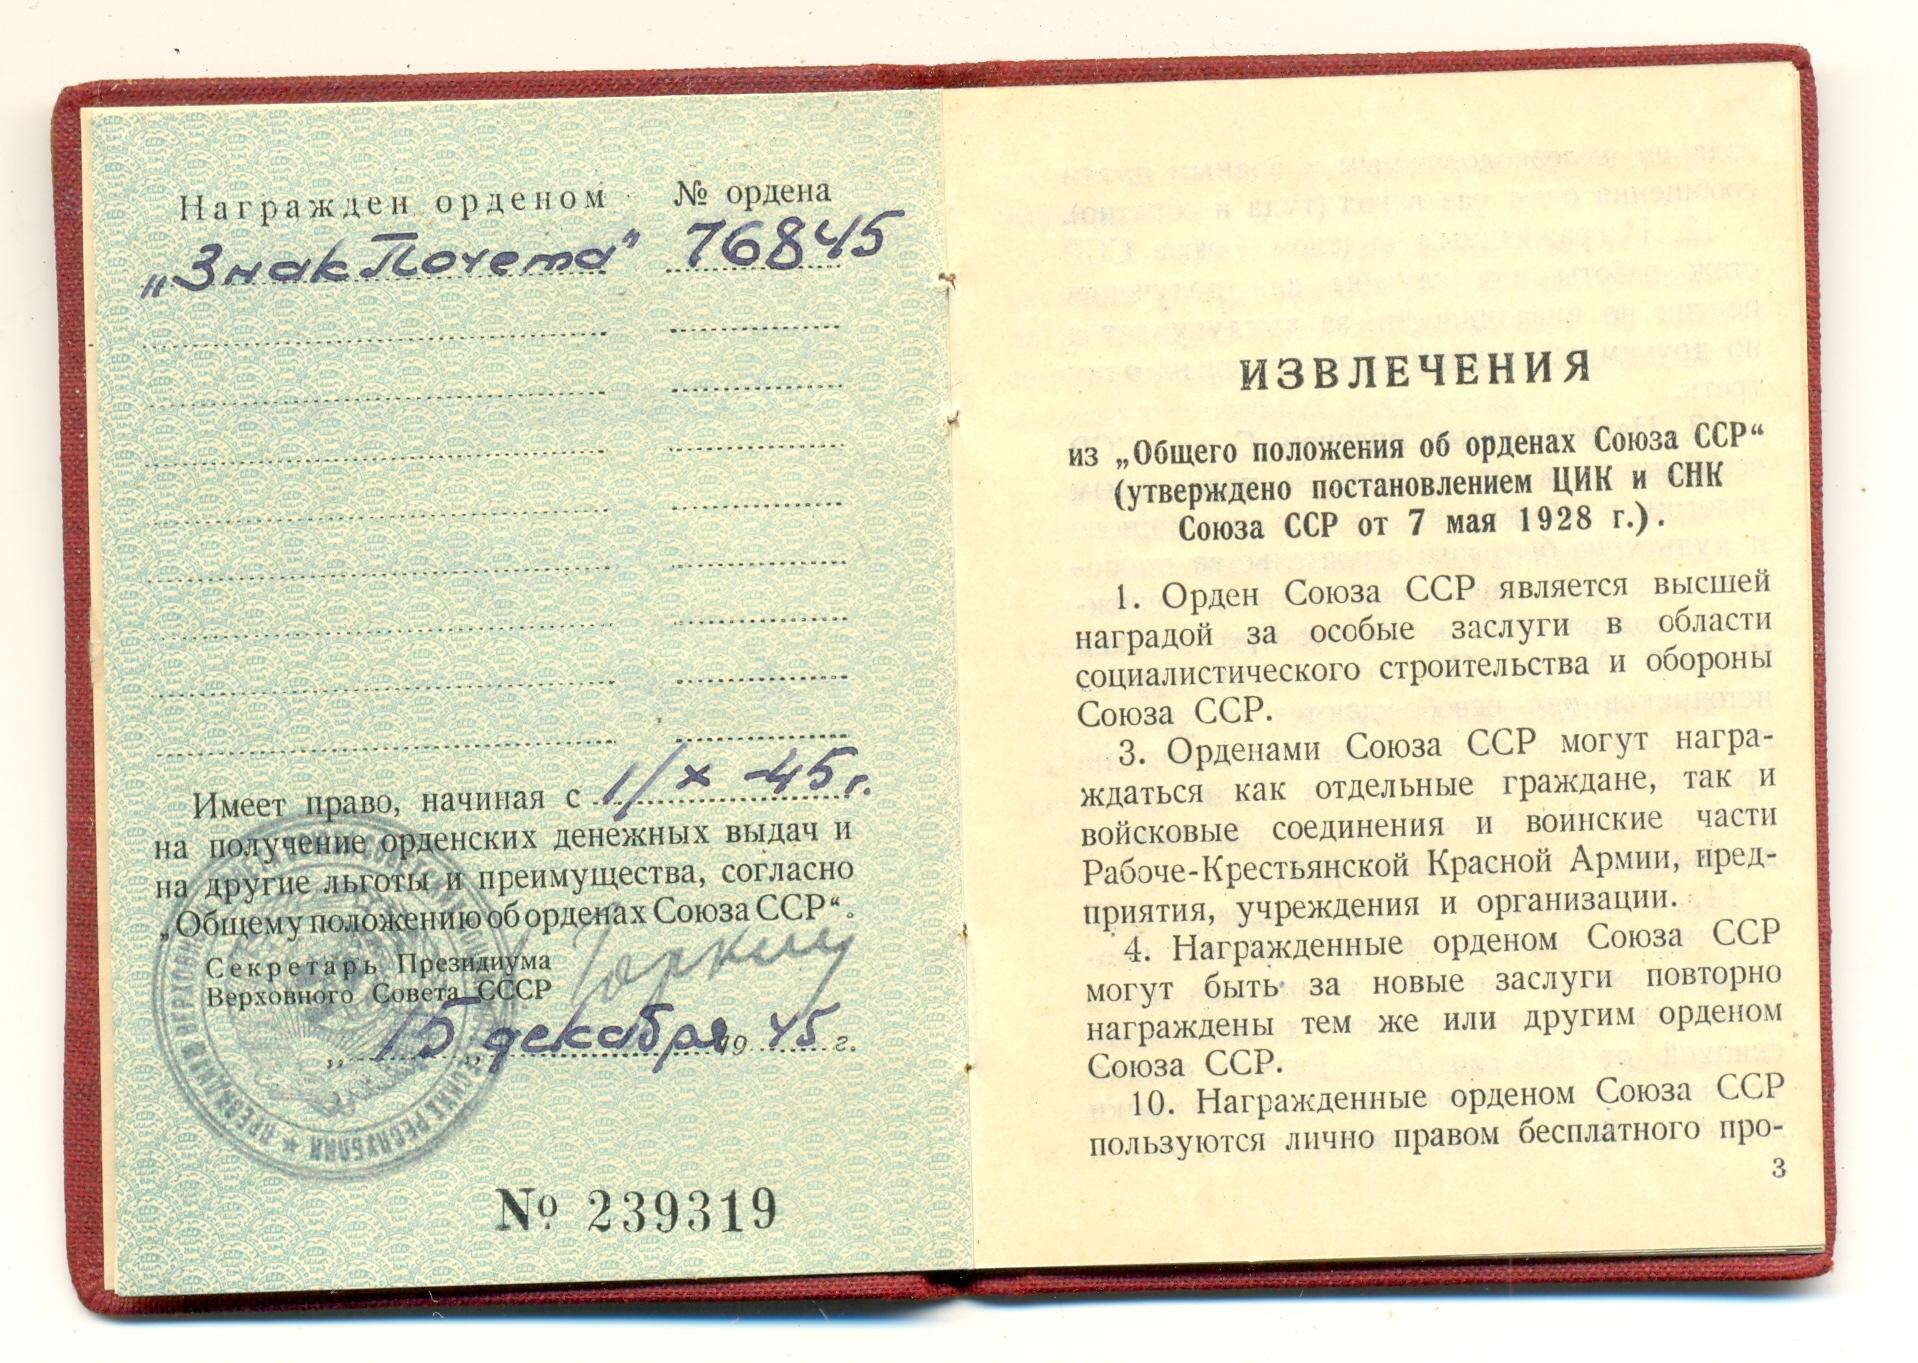 Награжден орденом № ордена
„Знак Почета" 76845
Имеет право, начиная с 1/X -45 г.
на получение орденских денежных выдач и
на другие льготы и преимущества, согласно
„Общему положению об орденах Союза ССР“.
Секретарь Президиума
Верховного Совета СССР Горкин
„15„ декабря 1945 г.
№ 239319
ИЗВЛЕЧЕНИЯ
из „Общего положения об орденах Союза ССР“
(утверждено постановлением ЦИК и СНК
Союза ССР от 7 мая 1928 г.).
1. Орден Союза ССР является высшей
наградой за особые заслуги в области
социалистического строительства и обороны
Союза ССР.
3. Орденами Союза ССР могут награ-
ждаться как отдельные граждане, так и
войсковые соединения и воинские части
Рабоче-Крестьянской Красной Армии, пред-
приятия, учреждения и организации.
4. Награжденные орденом Союза ССР
могут быть за новые заслуги повторно
награждены тем же или другим орденом
Союза ССР.
10. Награжденные орденом Союза ССР
пользуются лично правом бесплатного про-
3